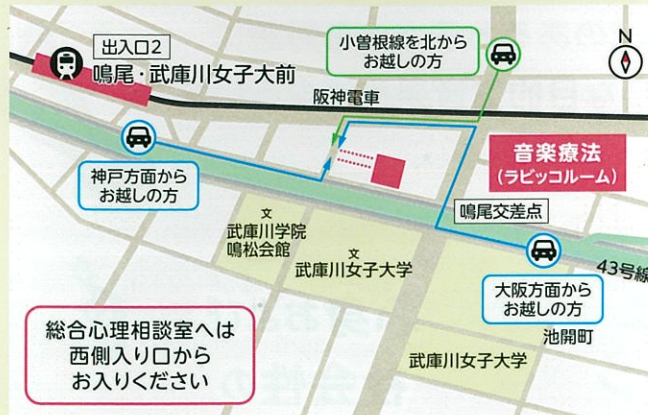 出入口2
鳴尾・武庫川女子大前
小曽根線を北から
お越しの方
N
阪神電車
神戸方面から
お越しの方
音楽療法
(ラビッコルーム)
鳴尾交差点
文
武庫川学院
鳴松会館
文
武庫川女子大学
43号線
大阪方面から
お越しの方
池開町
武庫川女子大学
総合心理相談室へは
西側入り口から
お入りください